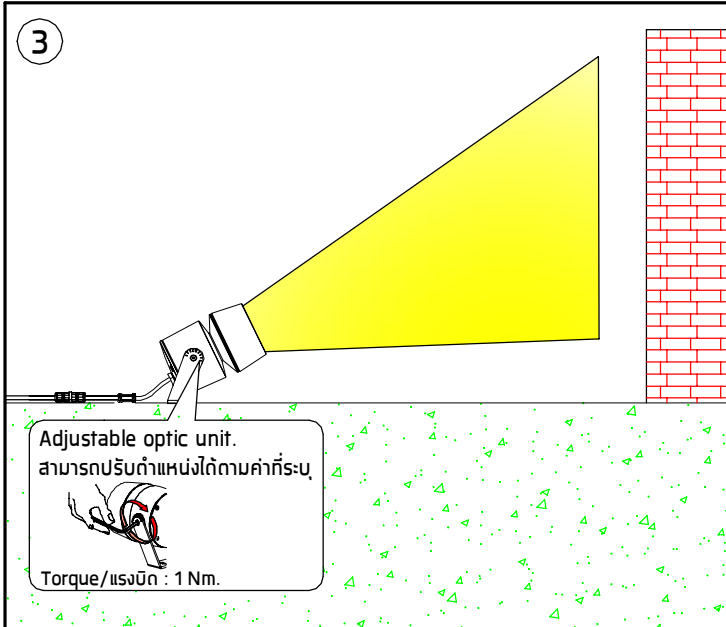 3
Adjustable optic unit.
สามารถปรับตำแหน่งได้ตามค่าที่ระบุ
Torque/แรงบิด : 1 Nm.